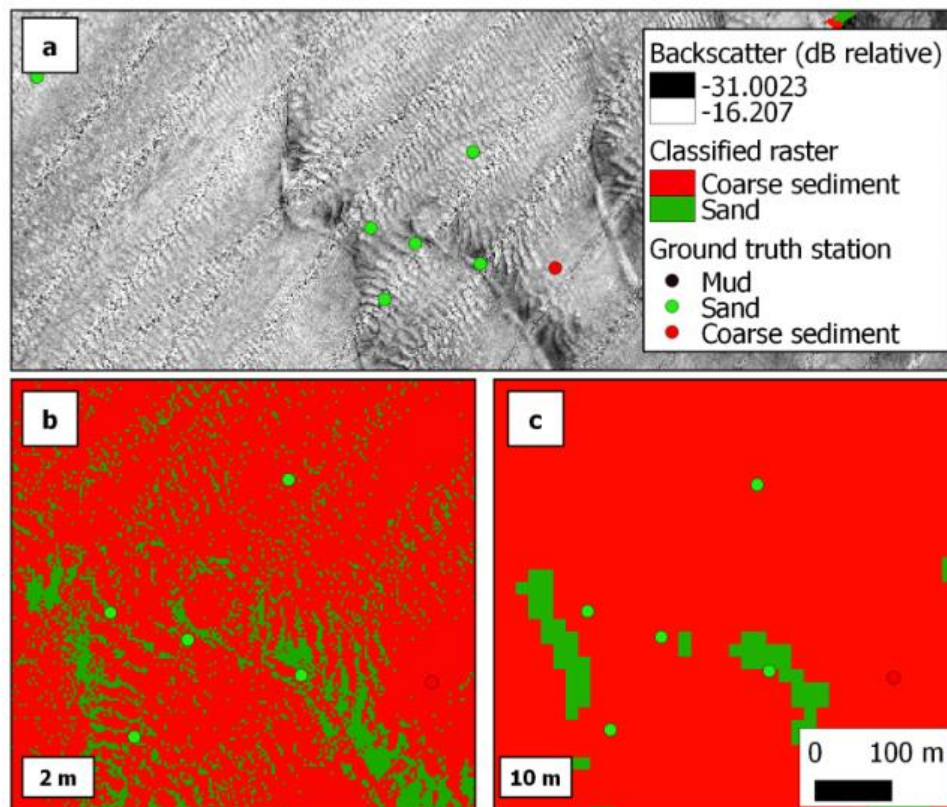 a
Backscatter (dB relative)
-31.0023
-16.207
Classified raster
Coarse sediment
Sand
Ground truth station
Mud
Sand
Coarse sediment
b
c
2 m
10 m
0 100 m